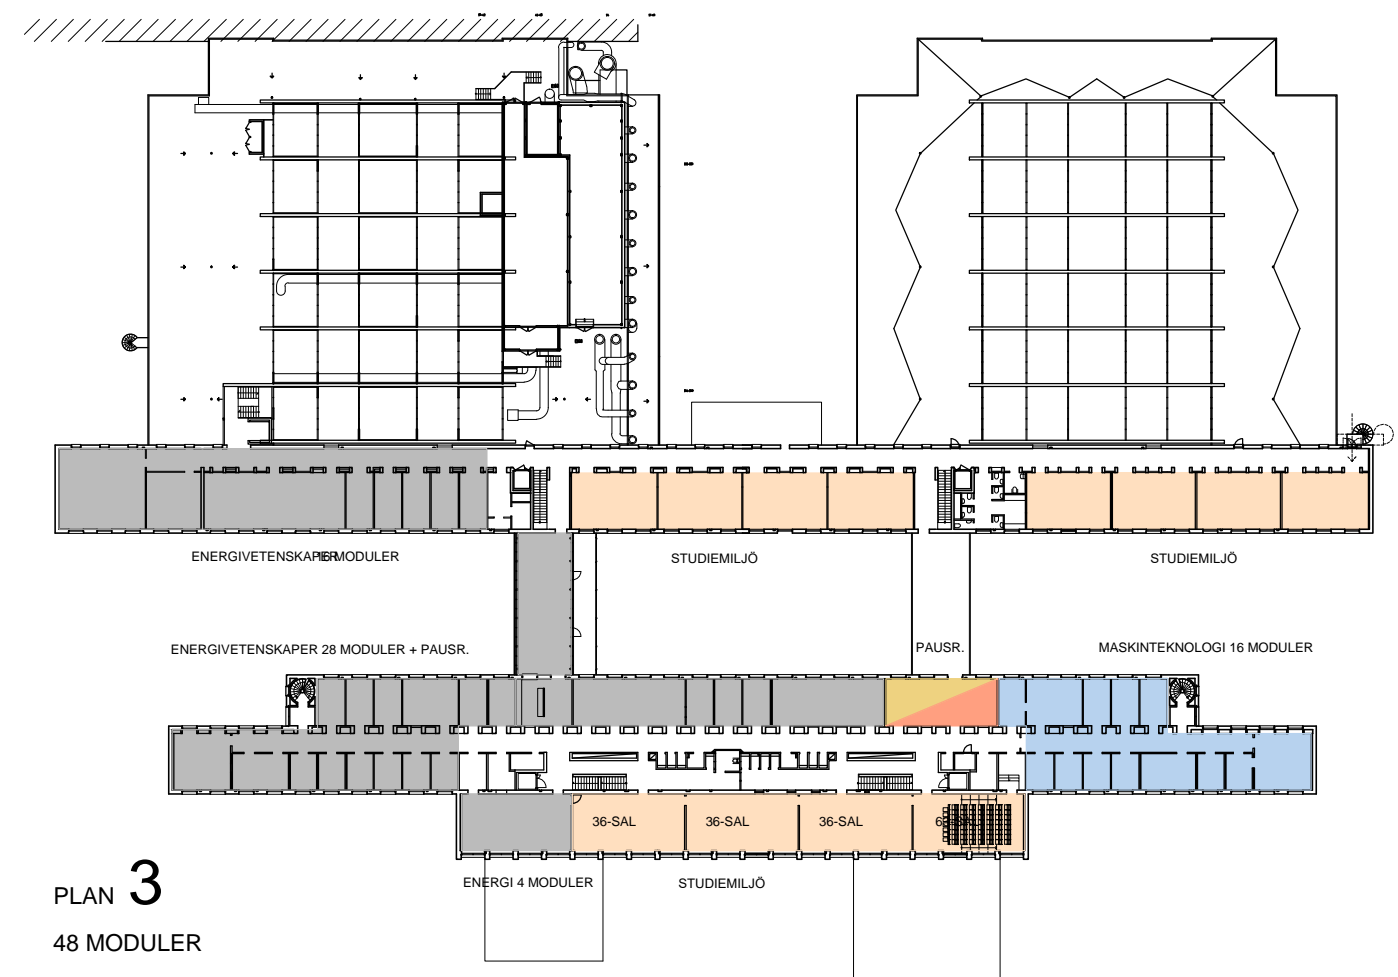 ENERGIVETENSKAPER 16 MODULER
STUDIEMILJÖ
STUDIEMILJÖ
ENERGIVETENSKAPER 28 MODULER + PAUSR.
PAUSR.
MASKINTEKNOLOGI 16 MODULER
36-SAL
36-SAL
36-SAL
ENERGI 4 MODULER
STUDIEMILJÖ
PLAN 3
48 MODULER